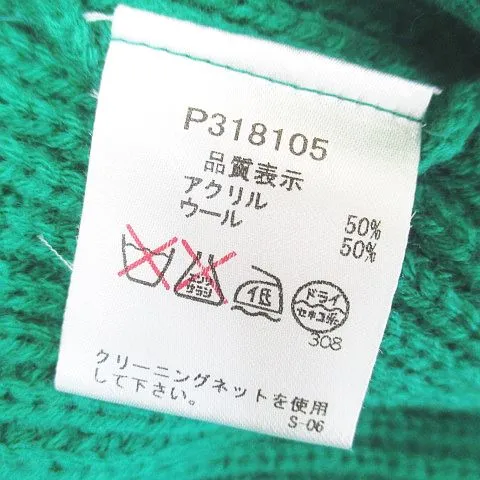 P318105
品質表示
アクリル 50%
ウール 50%
エンソサラシ
低
ドライ
セキユ系
308
クリーニングネットを使用
して下さい。
S-06